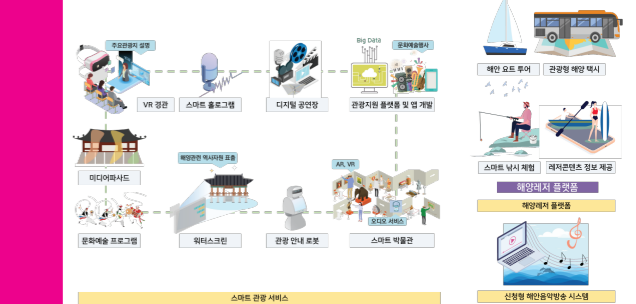 주요관광지 설명
VR 경관
스마트 홀로그램
디지털 공연장
Big Data
문화예술행사
관광지원 플랫폼 및 앱 개발
해안 요트 투어
관광형 해양 택시
미디어파사드
해양관련 역사자원 표출
AR, VR
오디오 서비스
문화예술 프로그램
워터스크린
관광 안내 로봇
스마트 박물관
스마트 낚시 체험
레저콘텐츠 정보 제공
해양레저 플랫폼
해양레저 플랫폼
스마트 관광 서비스
신청형 해안음악방송 시스템